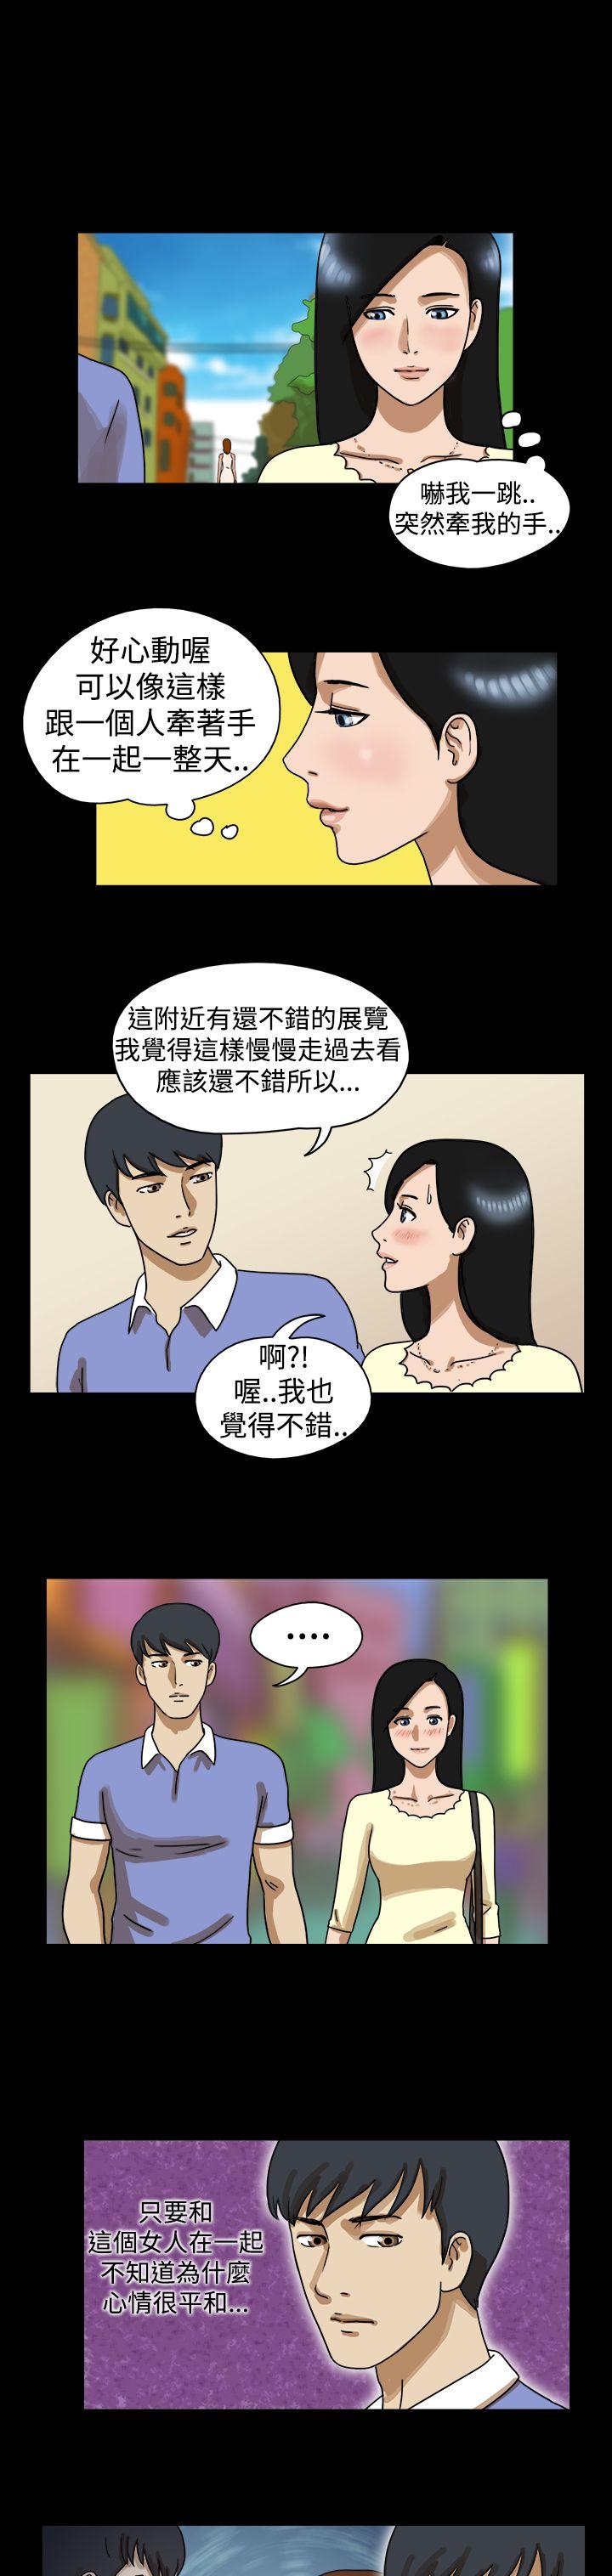 嚇我一跳..
突然牽我的手..
好心動喔
可以像這樣
跟一個人牽著手
在一起一整天..
這附近有還不錯的展覽
我覺得這樣慢慢走過去看
應該還不錯所以...
啊?!
喔..我也
覺得不錯..
....
只要和
這個女人在一起
不知道為什麼
心情很平和...